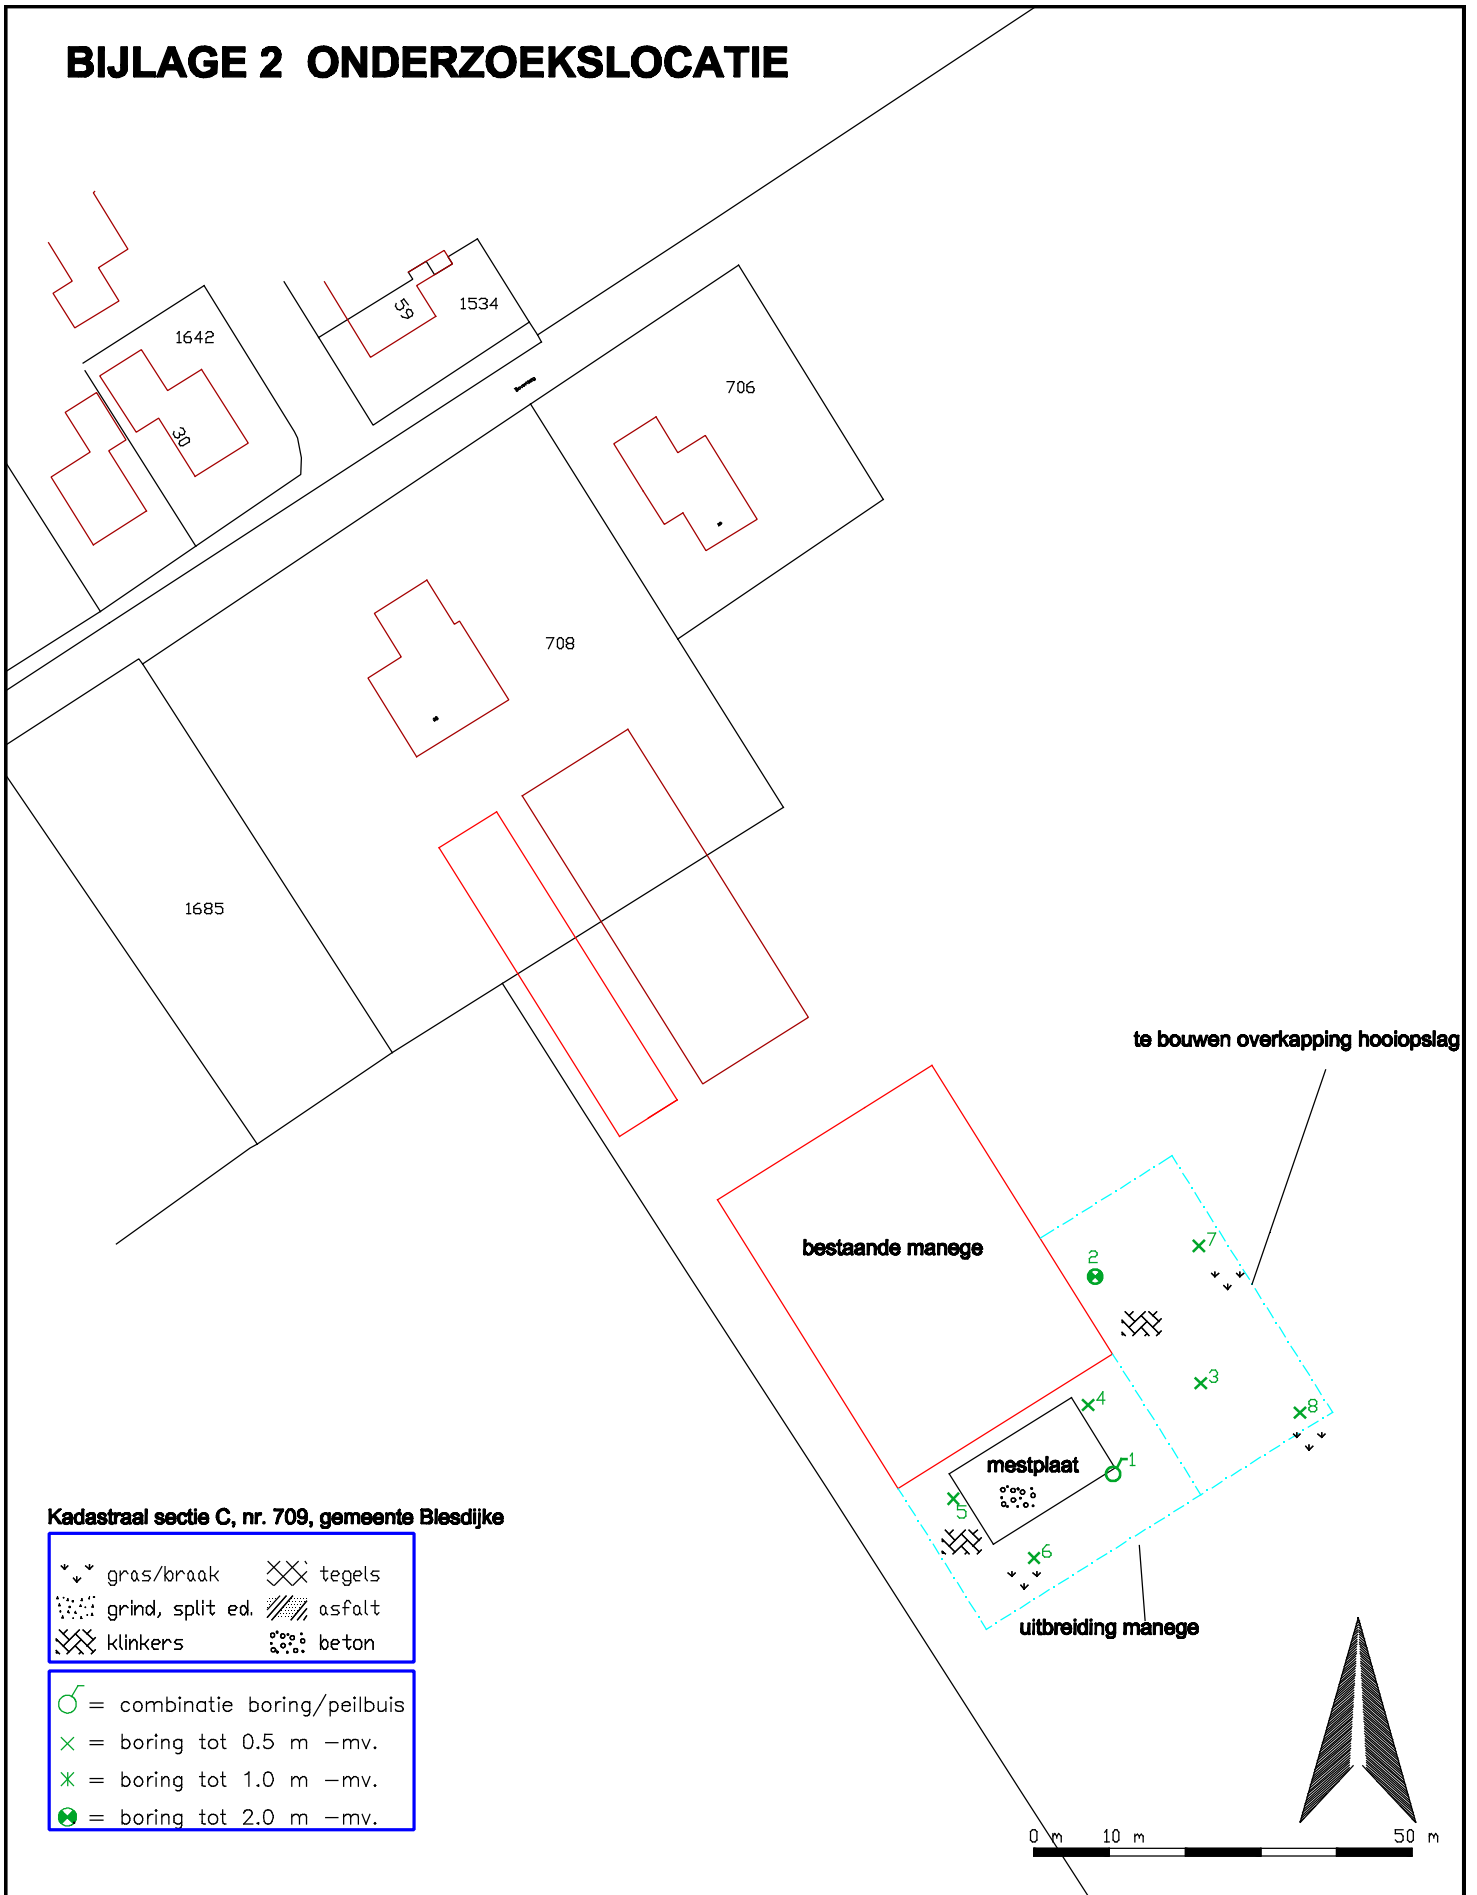 BIJLAGE 2 ONDERZOEKSLOCATIE
1642
59
1534
706
30
708
1685
te bouwen overkapping hooiopslag
bestaande manege
2
7
3
8
4
mestplaat
1
5
6
uitbreiding manege
Kadastraal sectie C, nr. 709, gemeente Blesdijke
gras/braak
tegels
grind, split ed.
asfalt
klinkers
beton
= combinatie boring/peilbuis
= boring tot 0.5 m -mv.
= boring tot 1.0 m -mv.
= boring tot 2.0 m -mv.
0 m 10 m 50 m